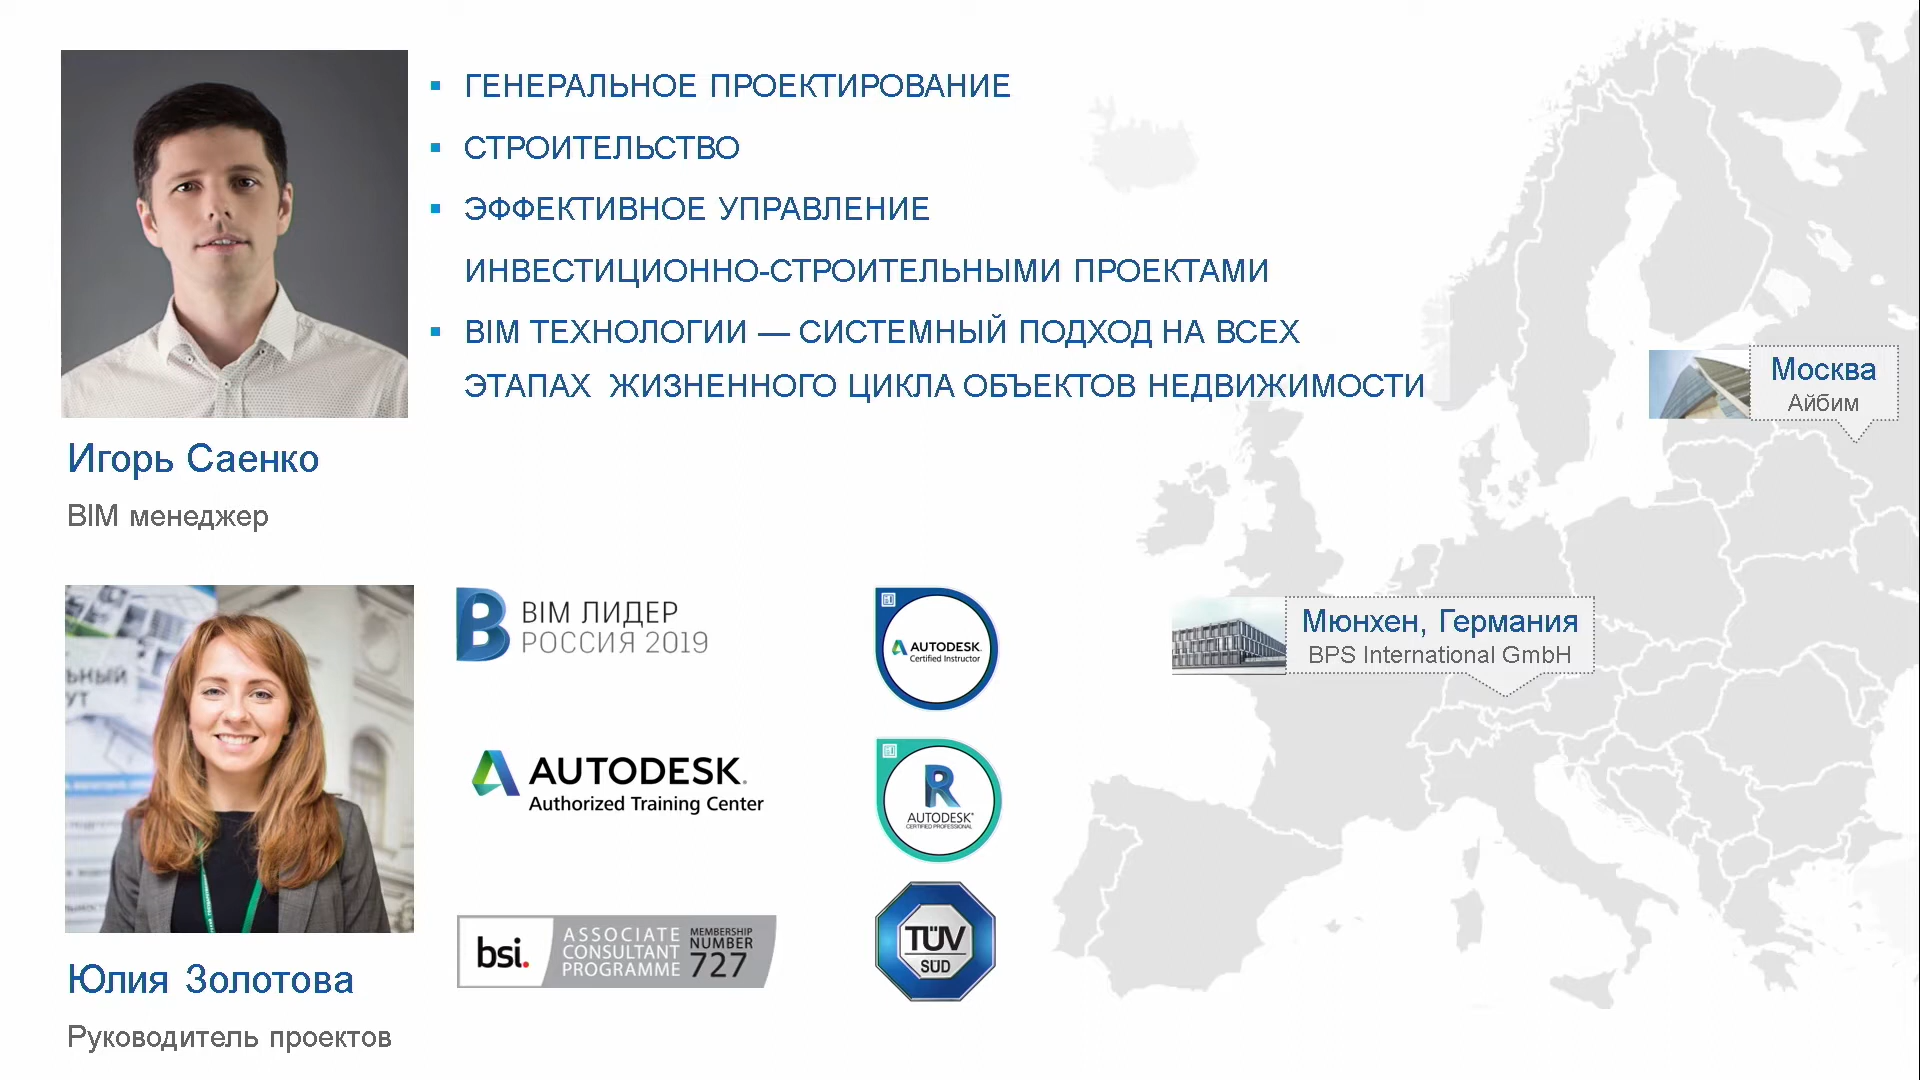 ГЕНЕРАЛЬНОЕ ПРОЕКТИРОВАНИЕ
СТРОИТЕЛЬСТВО
ЭФФЕКТИВНОЕ УПРАВЛЕНИЕ
ИНВЕСТИЦИОННО-СТРОИТЕЛЬНЫМИ ПРОЕКТАМИ
BIM ТЕХНОЛОГИИ — СИСТЕМНЫЙ ПОДХОД НА ВСЕХ
ЭТАПАХ ЖИЗНЕННОГО ЦИКЛА ОБЪЕКТОВ НЕДВИЖИМОСТИ
Игорь Саенко
BIM менеджер
Юлия Золотова
Руководитель проектов
BIM ЛИДЕР
РОССИЯ 2019
AUTODESK.
Authorized Training Center
bsi.
ASSOCIATE
CONSULTANT
PROGRAMME
MEMBERSHIP
NUMBER
727
AUTODESK
Certified Instructor
AUTODESK
CERTIFIED PROFESSIONAL
TÜV
SÜD
Москва
Айбим
Мюнхен, Германия
BPS International GmbH